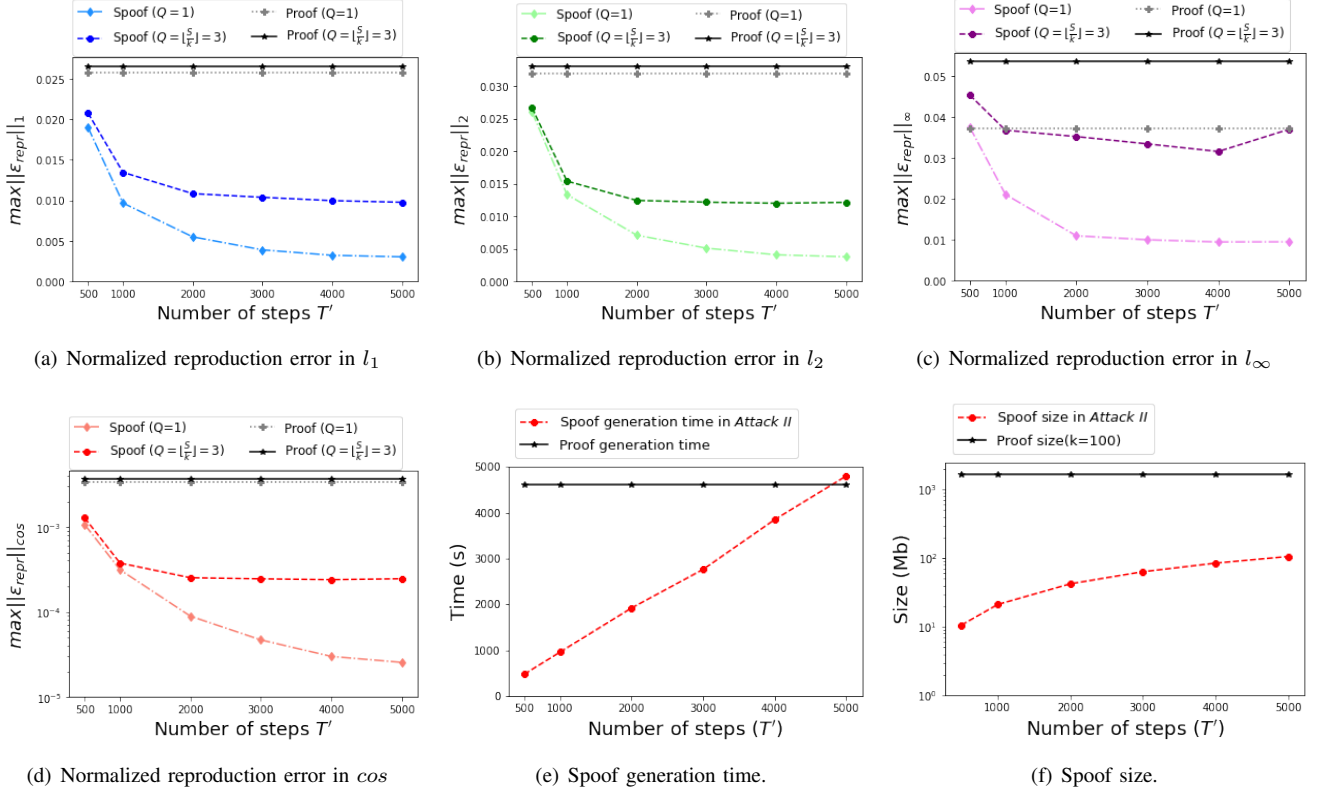 Spoof (Q = 1)
Proof (Q=1)
Spoof (Q = ⌊S/k⌋ = 3)
Proof (Q = ⌊S/k⌋ = 3)
max||ε_repr||_1
0.025
0.020
0.015
0.010
0.005
0.000
500 1000 2000 3000 4000 5000
Number of steps T′
(a) Normalized reproduction error in l_1
Spoof (Q=1)
Proof (Q=1)
Spoof (Q = ⌊S/k⌋ = 3)
Proof (Q = ⌊S/k⌋ = 3)
max||ε_repr||_2
0.030
0.025
0.020
0.015
0.010
0.005
0.000
500 1000 2000 3000 4000 5000
Number of steps T′
(b) Normalized reproduction error in l_2
Spoof (Q=1)
Proof (Q=1)
Spoof (Q = ⌊S/k⌋ = 3)
Proof (Q = ⌊S/k⌋ = 3)
max||ε_repr||_∞
0.05
0.04
0.03
0.02
0.01
0.00
500 1000 2000 3000 4000 5000
Number of steps T′
(c) Normalized reproduction error in l_∞
Spoof (Q=1)
Proof (Q=1)
Spoof (Q = ⌊S/k⌋ = 3)
Proof (Q = ⌊S/k⌋ = 3)
max||ε_repr||_cos
10^−3
10^−4
10^−5
500 1000 2000 3000 4000 5000
Number of steps T′
(d) Normalized reproduction error in cos
Spoof generation time in Attack II
Proof generation time
Time (s)
5000
4000
3000
2000
1000
0
500 1000 2000 3000 4000 5000
Number of steps (T′)
(e) Spoof generation time.
Spoof size in Attack II
Proof size(k=100)
Size (Mb)
10^3
10^2
10^1
10^0
1000 2000 3000 4000 5000
Number of steps (T′)
(f) Spoof size.